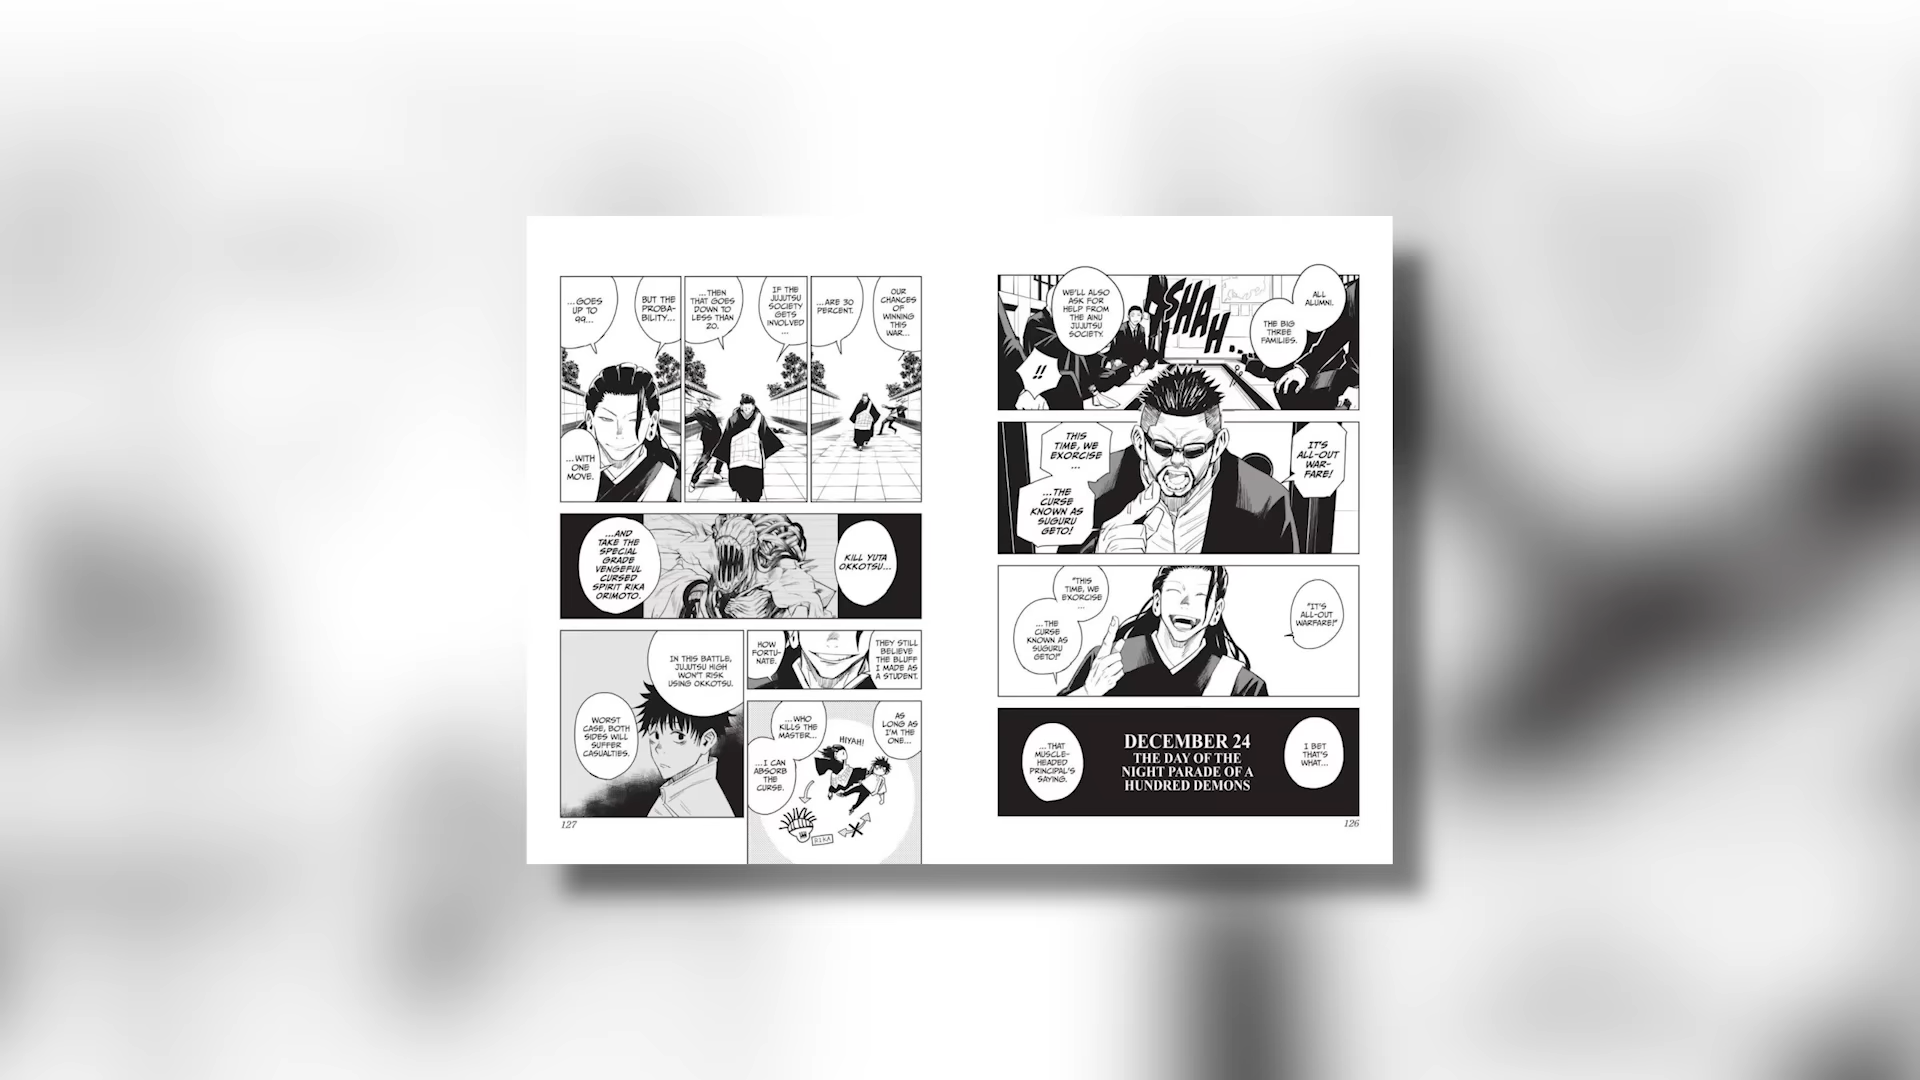 ALL
ALUMNI.
THE BIG
THREE
FAMILIES.
SHAH
WE'LL ALSO
ASK FOR
HELP FROM
THE AINU
JUJUTSU
SOCIETY.
!!
IT'S
ALL-OUT
WAR-
FARE!
THIS
TIME, WE
EXORCISE
...
...THE
CURSE
KNOWN AS
SUGURU
GETO!
"IT'S
ALL-OUT
WARFARE!"
"THIS
TIME, WE
EXORCISE
...
...THE
CURSE
KNOWN AS
SUGURU
GETO!"
I BET
THAT'S
WHAT...
DECEMBER 24
THE DAY OF THE
NIGHT PARADE OF A
HUNDRED DEMONS
...THAT
MUSCLE-
HEADED
PRINCIPAL'S
SAYING.
126
OUR
CHANCES
OF
WINNING
THIS
WAR...
...ARE 30
PERCENT.
IF THE
JUJUTSU
SOCIETY
GETS
INVOLVED
...
...THEN
THAT GOES
DOWN TO
LESS THAN
20.
BUT THE
PROBA-
BILITY...
...GOES
UP TO
99...
...WITH
ONE
MOVE.
KILL YUTA
OKKOTSU...
...AND
TAKE THE
SPECIAL
GRADE
VENGEFUL
CURSED
SPIRIT RIKA
ORIMOTO.
THEY STILL
BELIEVE
THE BLUFF
I MADE AS
A STUDENT.
HOW
FORTU-
NATE.
IN THIS BATTLE,
JUJUTSU HIGH
WON'T RISK
USING OKKOTSU.
WORST
CASE, BOTH
SIDES WILL
SUFFER
CASUALTIES.
AS
LONG AS
I'M THE
ONE...
...WHO
KILLS THE
MASTER...
HIYAH!
...I CAN
ABSORB
THE
CURSE.
RIKA
127